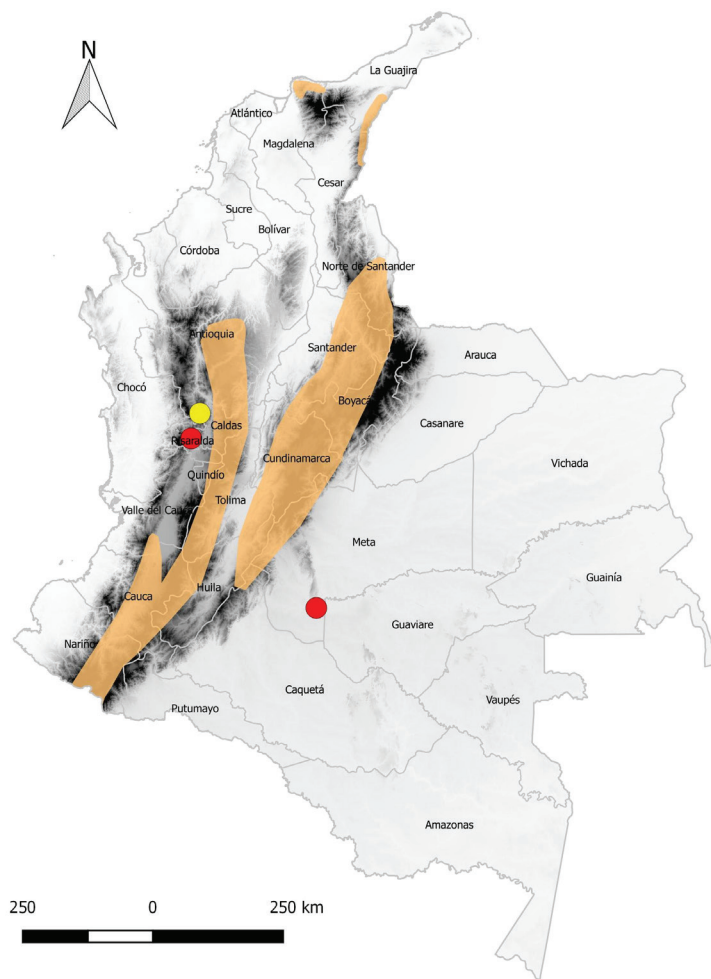 N
La Guajira
Atlántico
Magdalena
Cesar
Sucre
Bolívar
Córdoba
Norte de Santander
Antioquia
Santander
Arauca
Chocó
Boyacá
Caldas
Casanare
Risaralda
Cundinamarca
Vichada
Quindío
Tolima
Valle del Cauca
Meta
Guainía
Huila
Cauca
Guaviare
Nariño
Caquetá
Vaupés
Putumayo
Amazonas
250 0 250 km